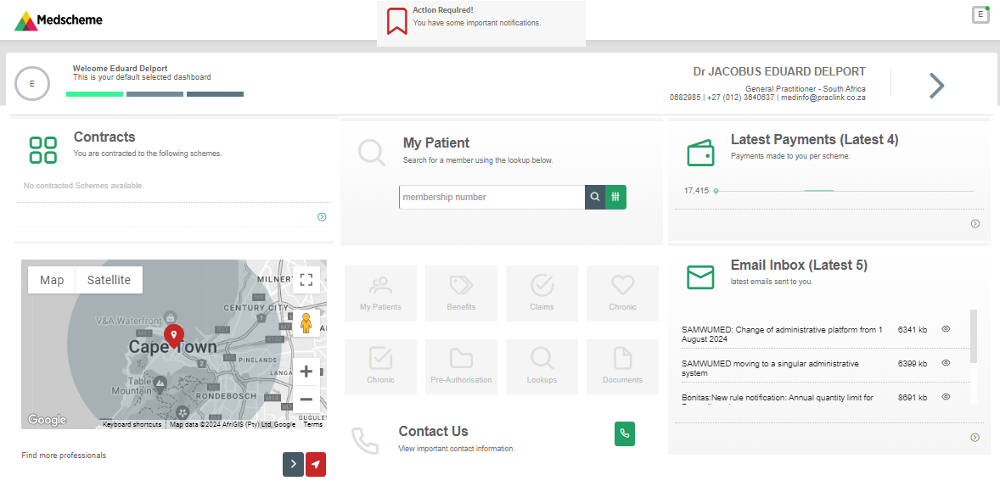 Medscheme
Action Required!
You have some important notifications.
E
E
Welcome Eduard Delport
This is your default selected dashboard
Dr JACOBUS EDUARD DELPORT
General Practitioner - South Africa
0682985 | +27 (012) 3640637 | medinfo@praclink.co.za
Contracts
You are contracted to the following schemes.
No contracted Schemes available.
My Patient
Search for a member using the lookup below.
membership number
Latest Payments (Latest 4)
Payments made to you per scheme.
17,415
Map
Satellite
MILNER
CENTURY CITY
V&A Waterfront
Cape Town
PINELANDS
LANGA
Table
Mountain
RONDEBOSCH
GUGULET
Google
Keyboard shortcuts
Map data ©2024 AfriGIS (Pty) Ltd, Google
Terms
Find more professionals
My Patients
Benefits
Claims
Chronic
Chronic
Pre-Authorisation
Lookups
Documents
Contact Us
View important contact information.
Email Inbox (Latest 5)
latest emails sent to you.
SAMWUMED: Change of administrative platform from 1
August 2024
6341 kb
SAMWUMED moving to a singular administrative
system
6399 kb
Bonitas:New rule notification: Annual quantity limit for
8691 kb